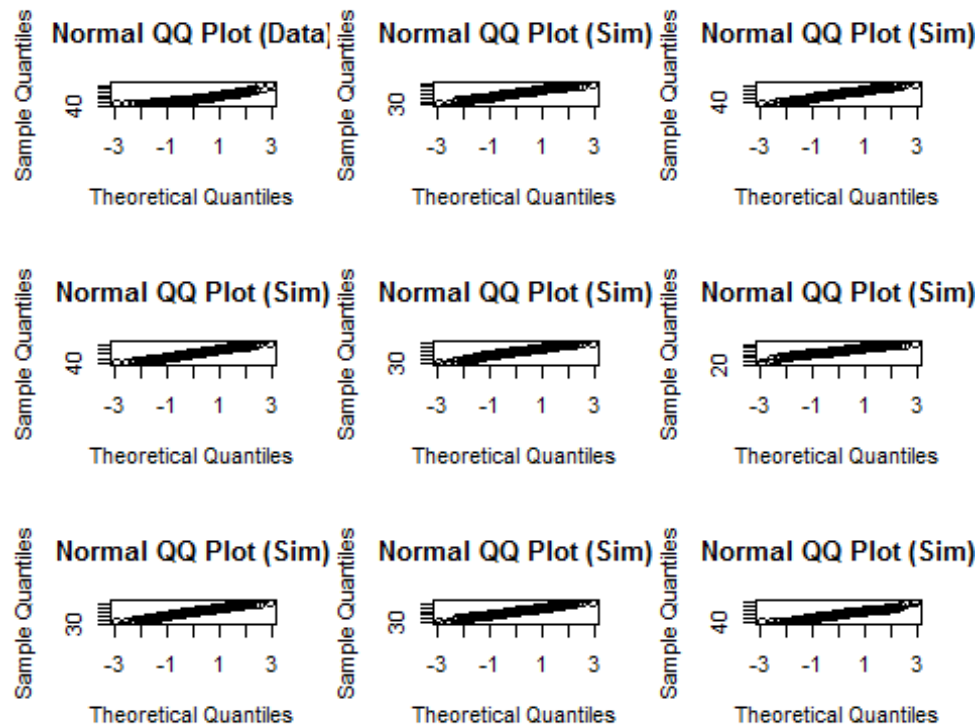 Normal QQ Plot (Data)
Sample Quantiles
40
-3 -1 1 3
Theoretical Quantiles
Normal QQ Plot (Sim)
Sample Quantiles
30
-3 -1 1 3
Theoretical Quantiles
Normal QQ Plot (Sim)
Sample Quantiles
40
-3 -1 1 3
Theoretical Quantiles
Normal QQ Plot (Sim)
Sample Quantiles
40
-3 -1 1 3
Theoretical Quantiles
Normal QQ Plot (Sim)
Sample Quantiles
30
-3 -1 1 3
Theoretical Quantiles
Normal QQ Plot (Sim)
Sample Quantiles
20
-3 -1 1 3
Theoretical Quantiles
Normal QQ Plot (Sim)
Sample Quantiles
30
-3 -1 1 3
Theoretical Quantiles
Normal QQ Plot (Sim)
Sample Quantiles
30
-3 -1 1 3
Theoretical Quantiles
Normal QQ Plot (Sim)
Sample Quantiles
40
-3 -1 1 3
Theoretical Quantiles